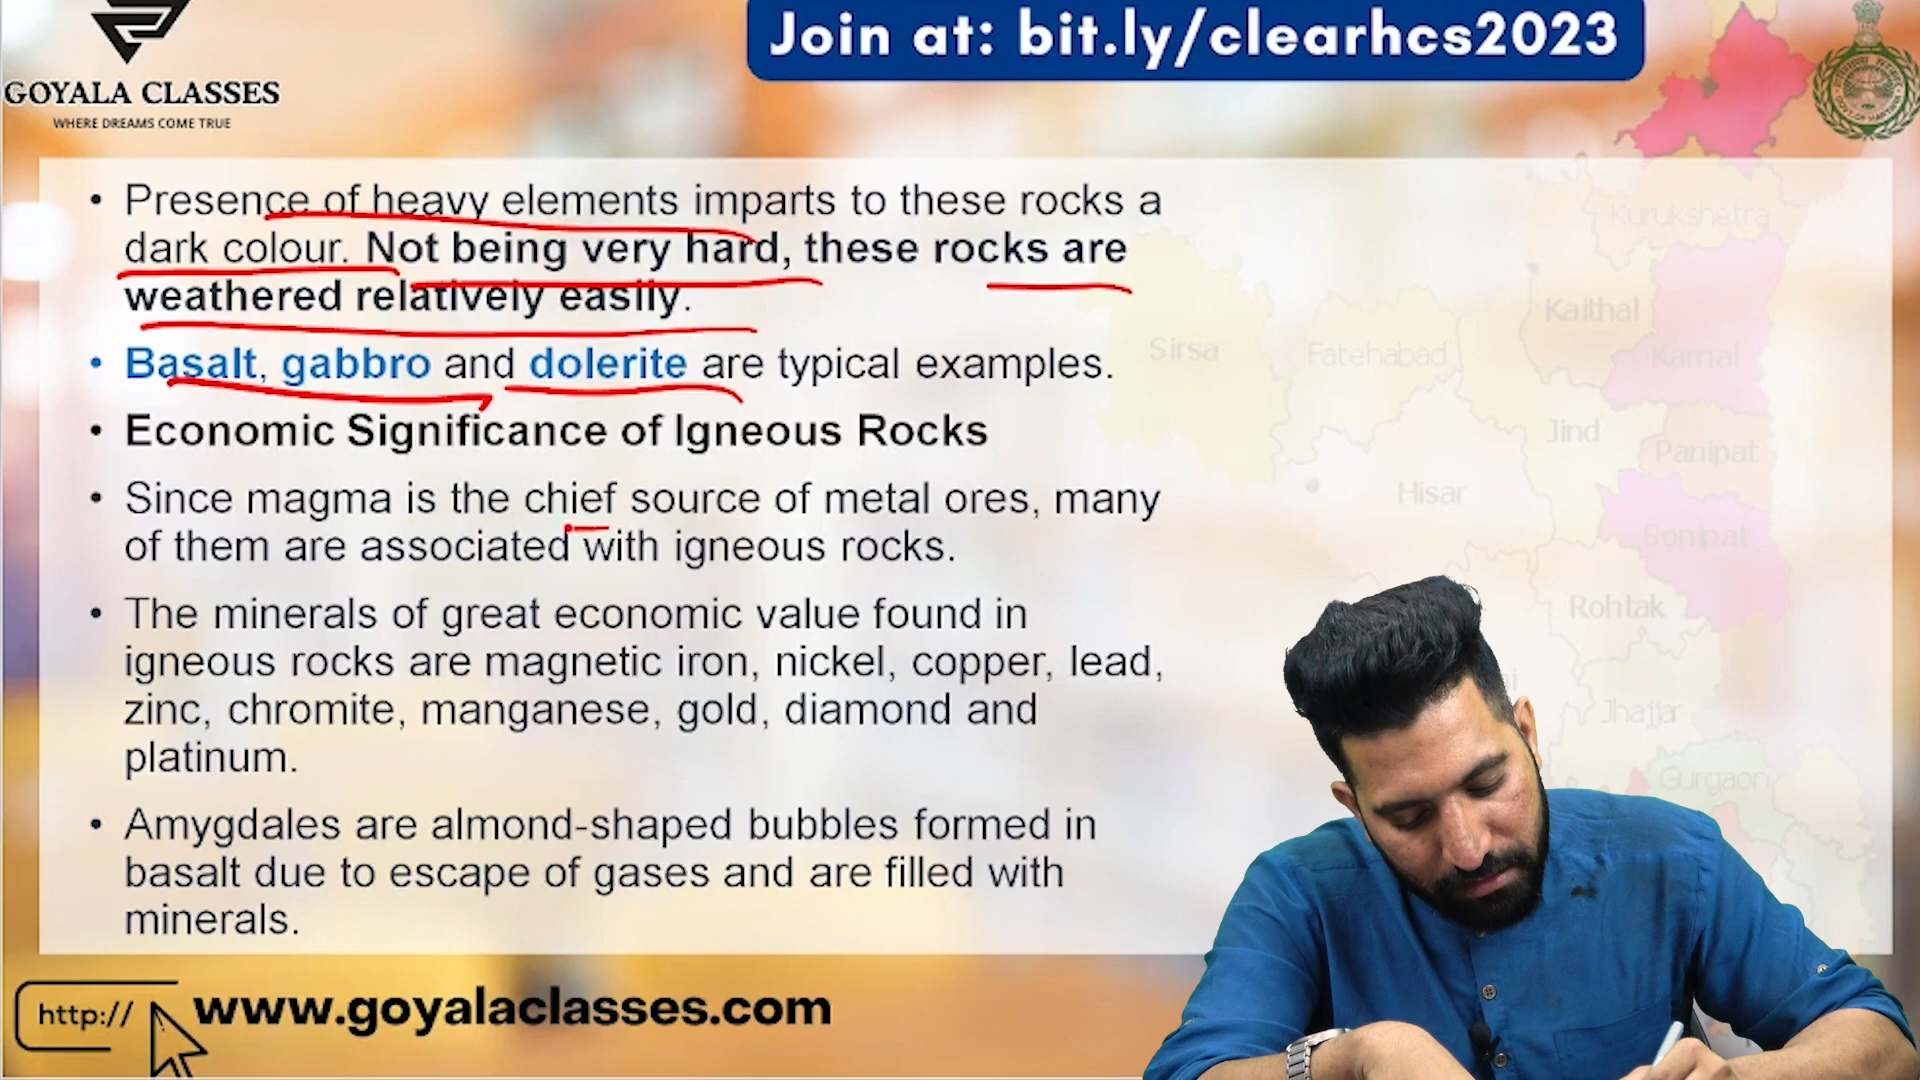 Join at: bit.ly/clearhcs2023
GOYALA CLASSES
WHERE DREAMS COME TRUE
• Presence of heavy elements imparts to these rocks a
dark colour. Not being very hard, these rocks are
weathered relatively easily.
• Basalt, gabbro and dolerite are typical examples.
• Economic Significance of Igneous Rocks
• Since magma is the chief source of metal ores, many
of them are associated with igneous rocks.
• The minerals of great economic value found in
igneous rocks are magnetic iron, nickel, copper, lead,
zinc, chromite, manganese, gold, diamond and
platinum.
• Amygdales are almond-shaped bubbles formed in
basalt due to escape of gases and are filled with
minerals.
Kurukshetra
Kaithal
Sirsa
Fatehabad
Karnal
Jind
Panipat
Hisar
Sonipat
Rohtak
Jhajjar
Gurgaon
http://
www.goyalaclasses.com